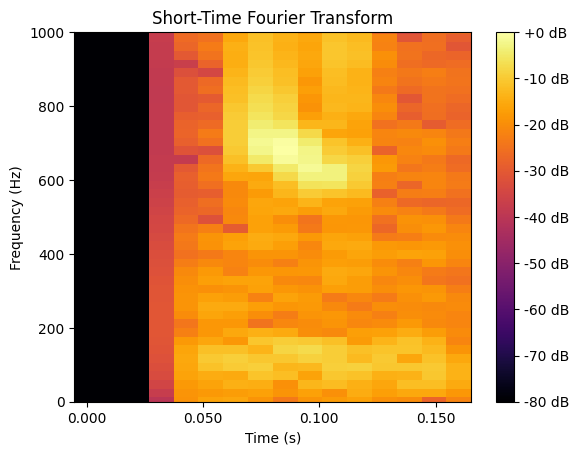 Short-Time Fourier Transform
1000
800
600
400
200
0
Frequency (Hz)
0.000
0.050
0.100
0.150
Time (s)
+0 dB
-10 dB
-20 dB
-30 dB
-40 dB
-50 dB
-60 dB
-70 dB
-80 dB